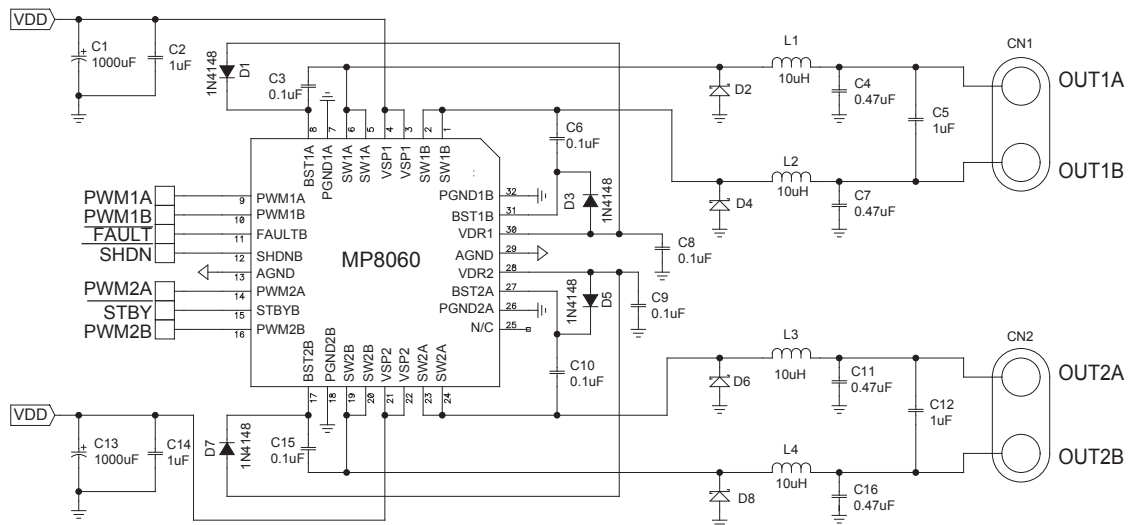 VDD
C1
1000uF
C2
1uF
1N4148
D1
C3
0.1uF
D2
L1
10uH
C4
0.47uF
C5
1uF
CN1
OUT1A
OUT1B
8
7
6
5
4
3
2
1
BST1A
PGND1A
SW1A
SW1A
VSP1
VSP1
SW1B
SW1B
C6
0.1uF
D3
1N4148
D4
L2
10uH
C7
0.47uF
PWM1A
9
PWM1A
PWM1B
10
PWM1B
FAULT
11
FAULTB
SHDN
12
SHDNB
13
AGND
PWM2A
14
PWM2A
STBY
15
STBYB
PWM2B
16
PWM2B
MP8060
PGND1B
32
BST1B
31
VDR1
30
AGND
29
VDR2
28
BST2A
27
PGND2A
26
N/C
25
C8
0.1uF
1N4148
D5
C9
0.1uF
C10
0.1uF
BST2B
PGND2B
SW2B
SW2B
VSP2
VSP2
SW2A
SW2A
17
18
19
20
21
22
23
24
D6
L3
10uH
C11
0.47uF
C12
1uF
CN2
OUT2A
OUT2B
VDD
C13
1000uF
C14
1uF
D7
1N4148
C15
0.1uF
D8
L4
10uH
C16
0.47uF